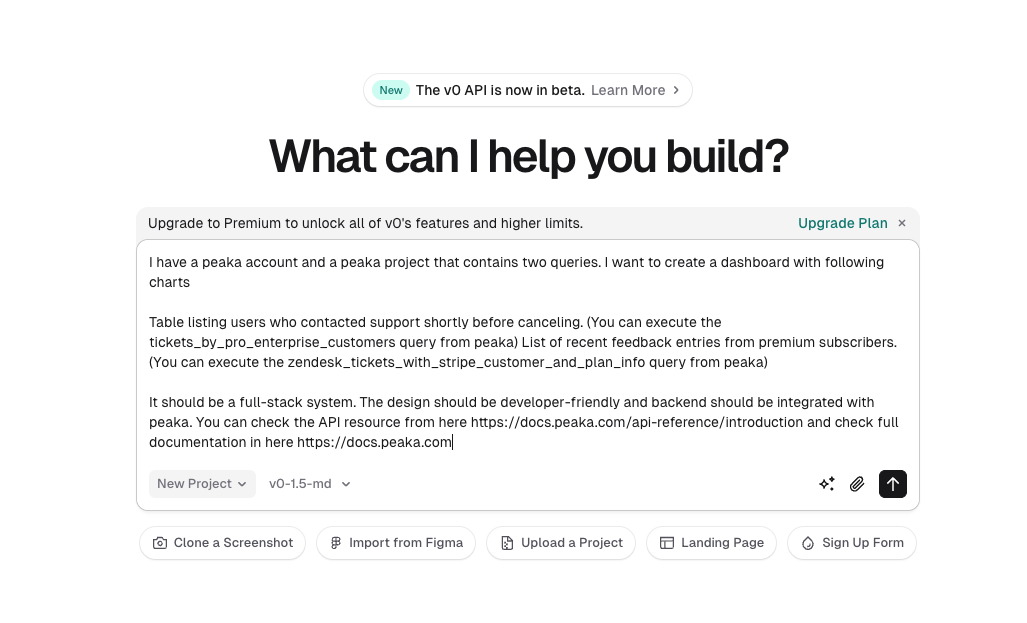 New The v0 API is now in beta. Learn More
What can I help you build?
Upgrade to Premium to unlock all of v0's features and higher limits. Upgrade Plan ×
I have a peaka account and a peaka project that contains two queries. I want to create a dashboard with following
charts
Table listing users who contacted support shortly before canceling. (You can execute the
tickets_by_pro_enterprise_customers query from peaka) List of recent feedback entries from premium subscribers.
(You can execute the zendesk_tickets_with_stripe_customer_and_plan_info query from peaka)
It should be a full-stack system. The design should be developer-friendly and backend should be integrated with
peaka. You can check the API resource from here https://docs.peaka.com/api-reference/introduction and check full
documentation in here https://docs.peaka.com
New Project v0-1.5-md
Clone a Screenshot Import from Figma Upload a Project Landing Page Sign Up Form